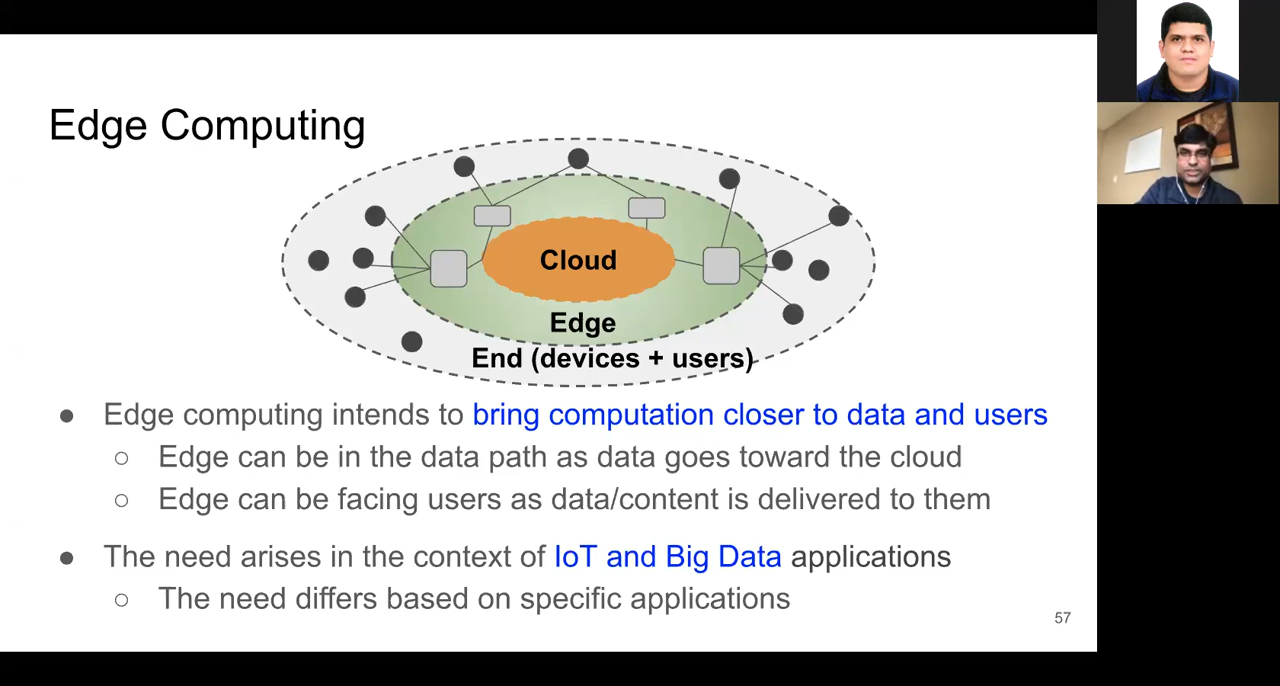 Edge Computing
Cloud
Edge
End (devices + users)
● Edge computing intends to bring computation closer to data and users
○ Edge can be in the data path as data goes toward the cloud
○ Edge can be facing users as data/content is delivered to them
● The need arises in the context of IoT and Big Data applications
○ The need differs based on specific applications
57